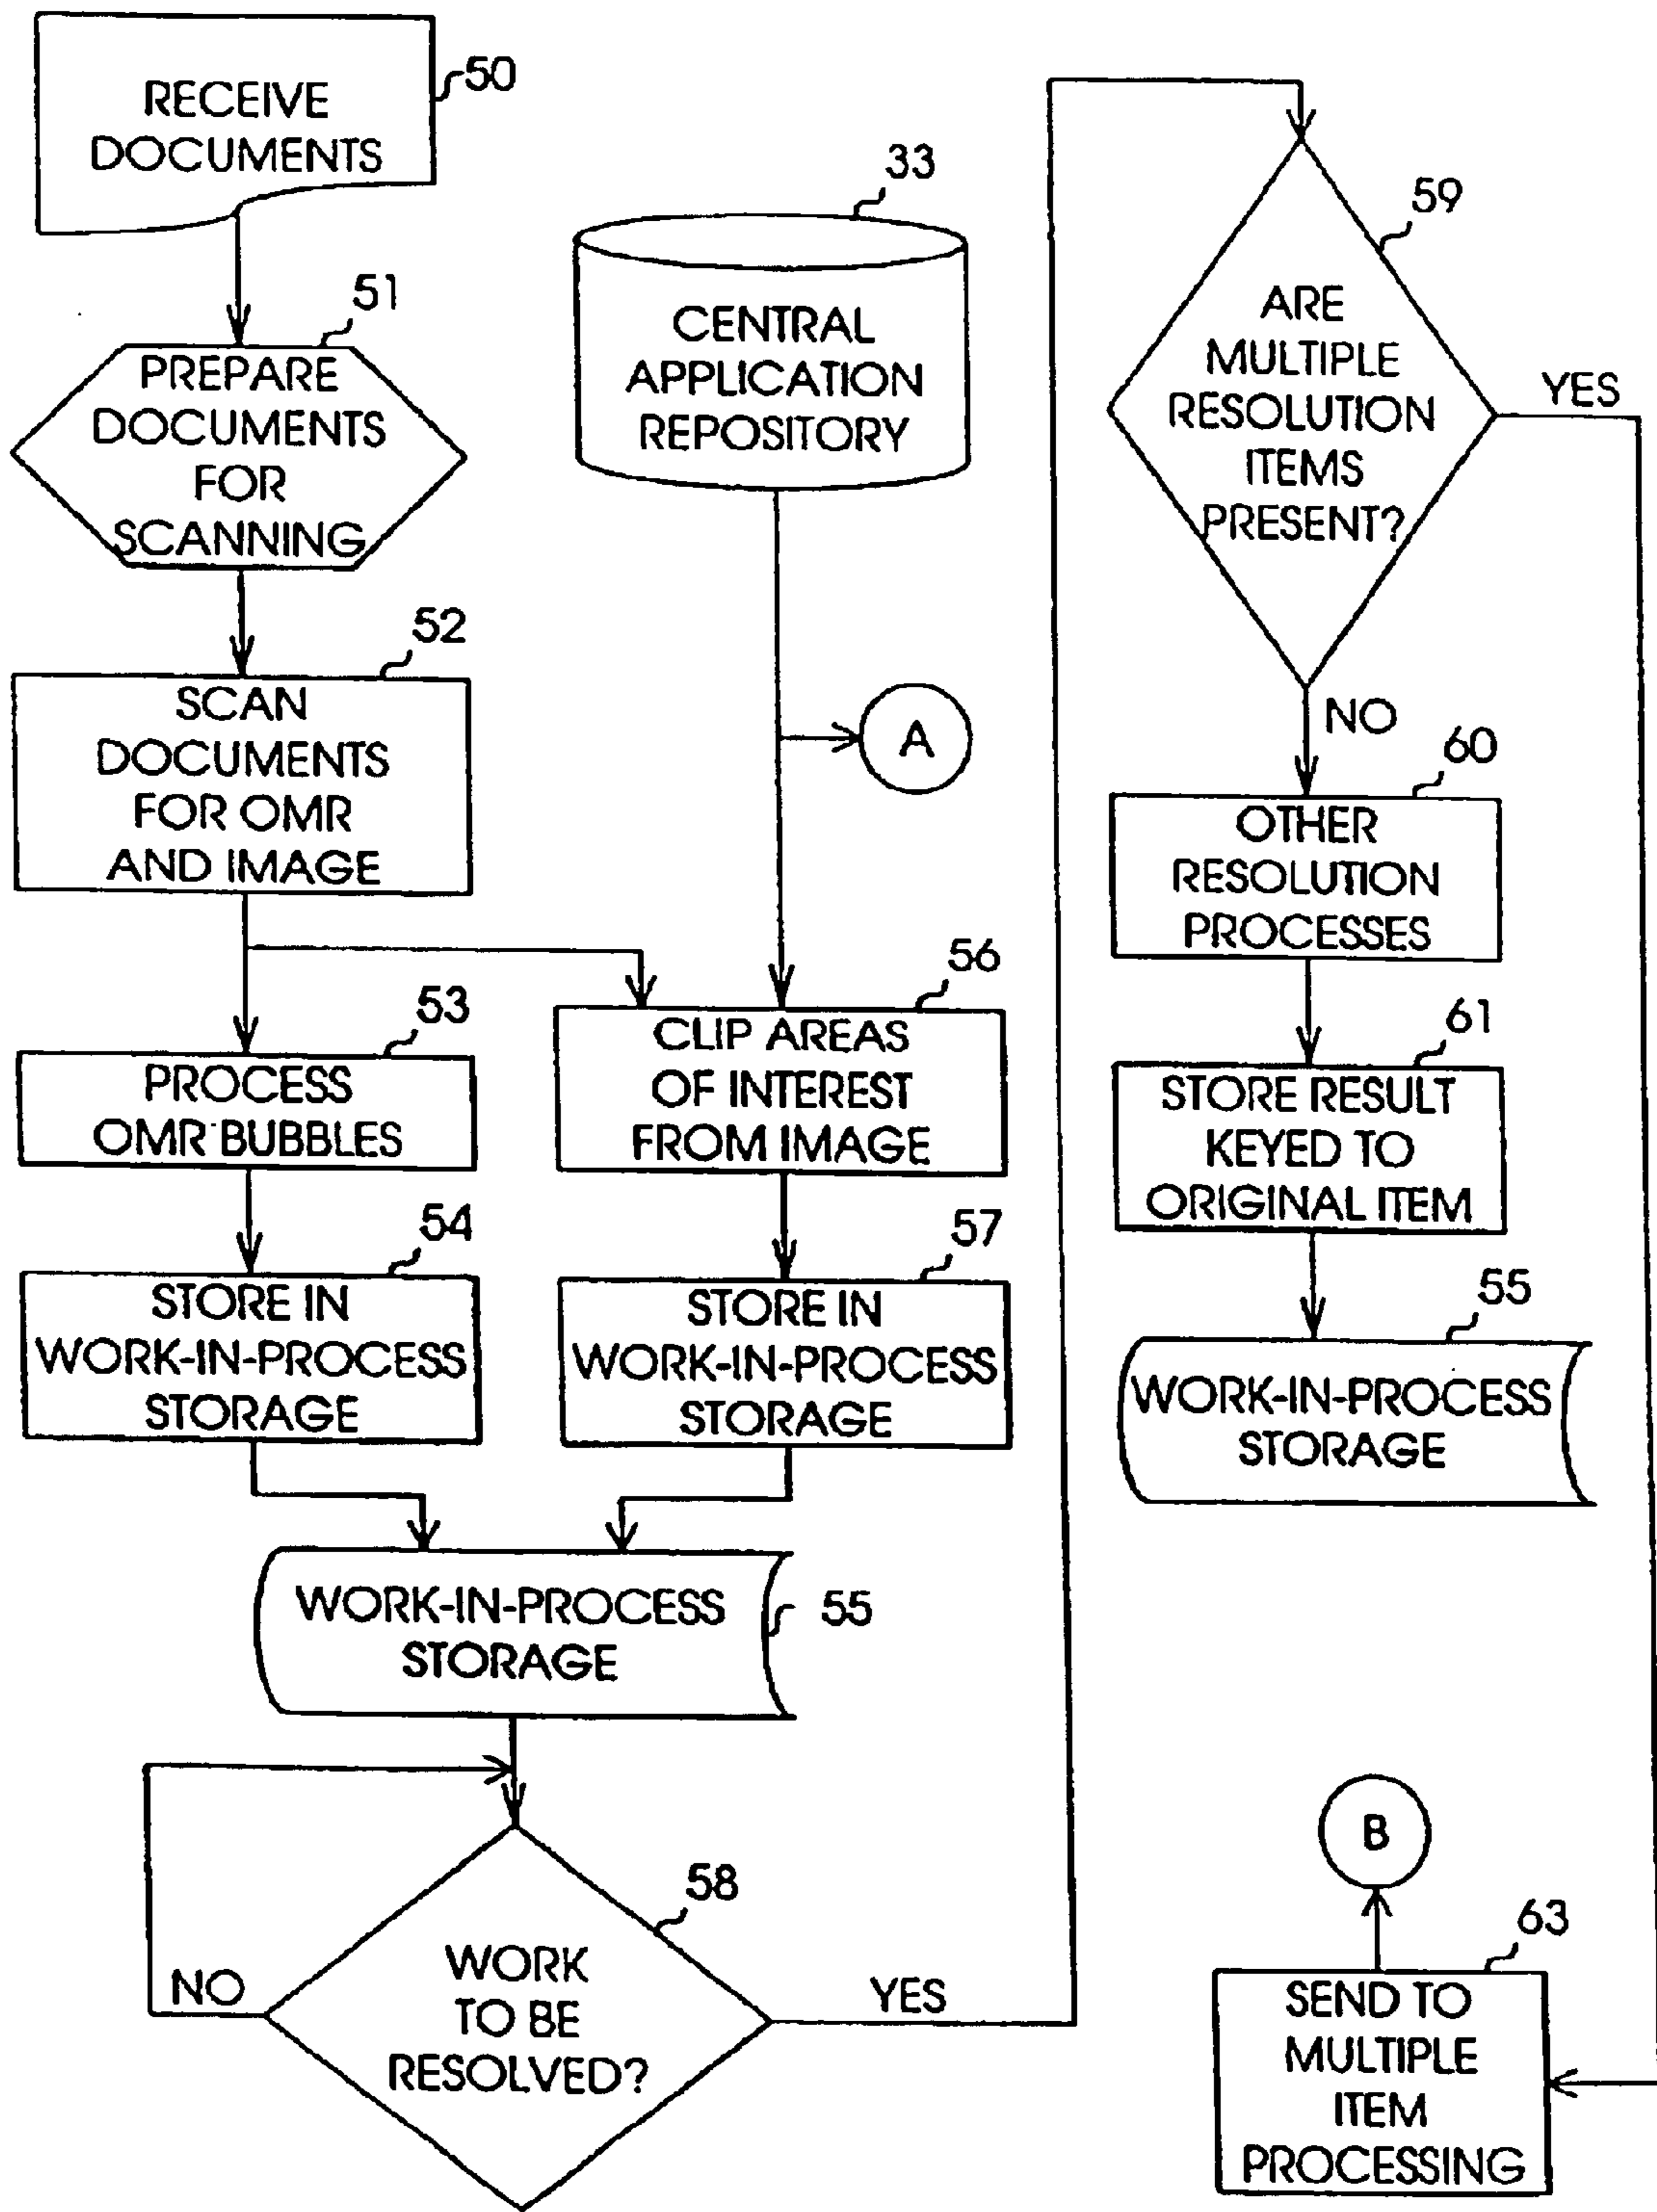 RECEIVE
DOCUMENTS
50
51
PREPARE
DOCUMENTS
FOR
SCANNING
52
SCAN
DOCUMENTS
FOR OMR
AND IMAGE
53
PROCESS
OMR BUBBLES
54
STORE IN
WORK-IN-PROCESS
STORAGE
33
CENTRAL
APPLICATION
REPOSITORY
A
56
CLIP AREAS
OF INTEREST
FROM IMAGE
57
STORE IN
WORK-IN-PROCESS
STORAGE
WORK-IN-PROCESS
STORAGE
55
58
WORK
TO BE
RESOLVED?
NO
YES
59
ARE
MULTIPLE
RESOLUTION
ITEMS
PRESENT?
YES
NO
60
OTHER
RESOLUTION
PROCESSES
61
STORE RESULT
KEYED TO
ORIGINAL ITEM
55
WORK-IN-PROCESS
STORAGE
B
63
SEND TO
MULTIPLE
ITEM
PROCESSING